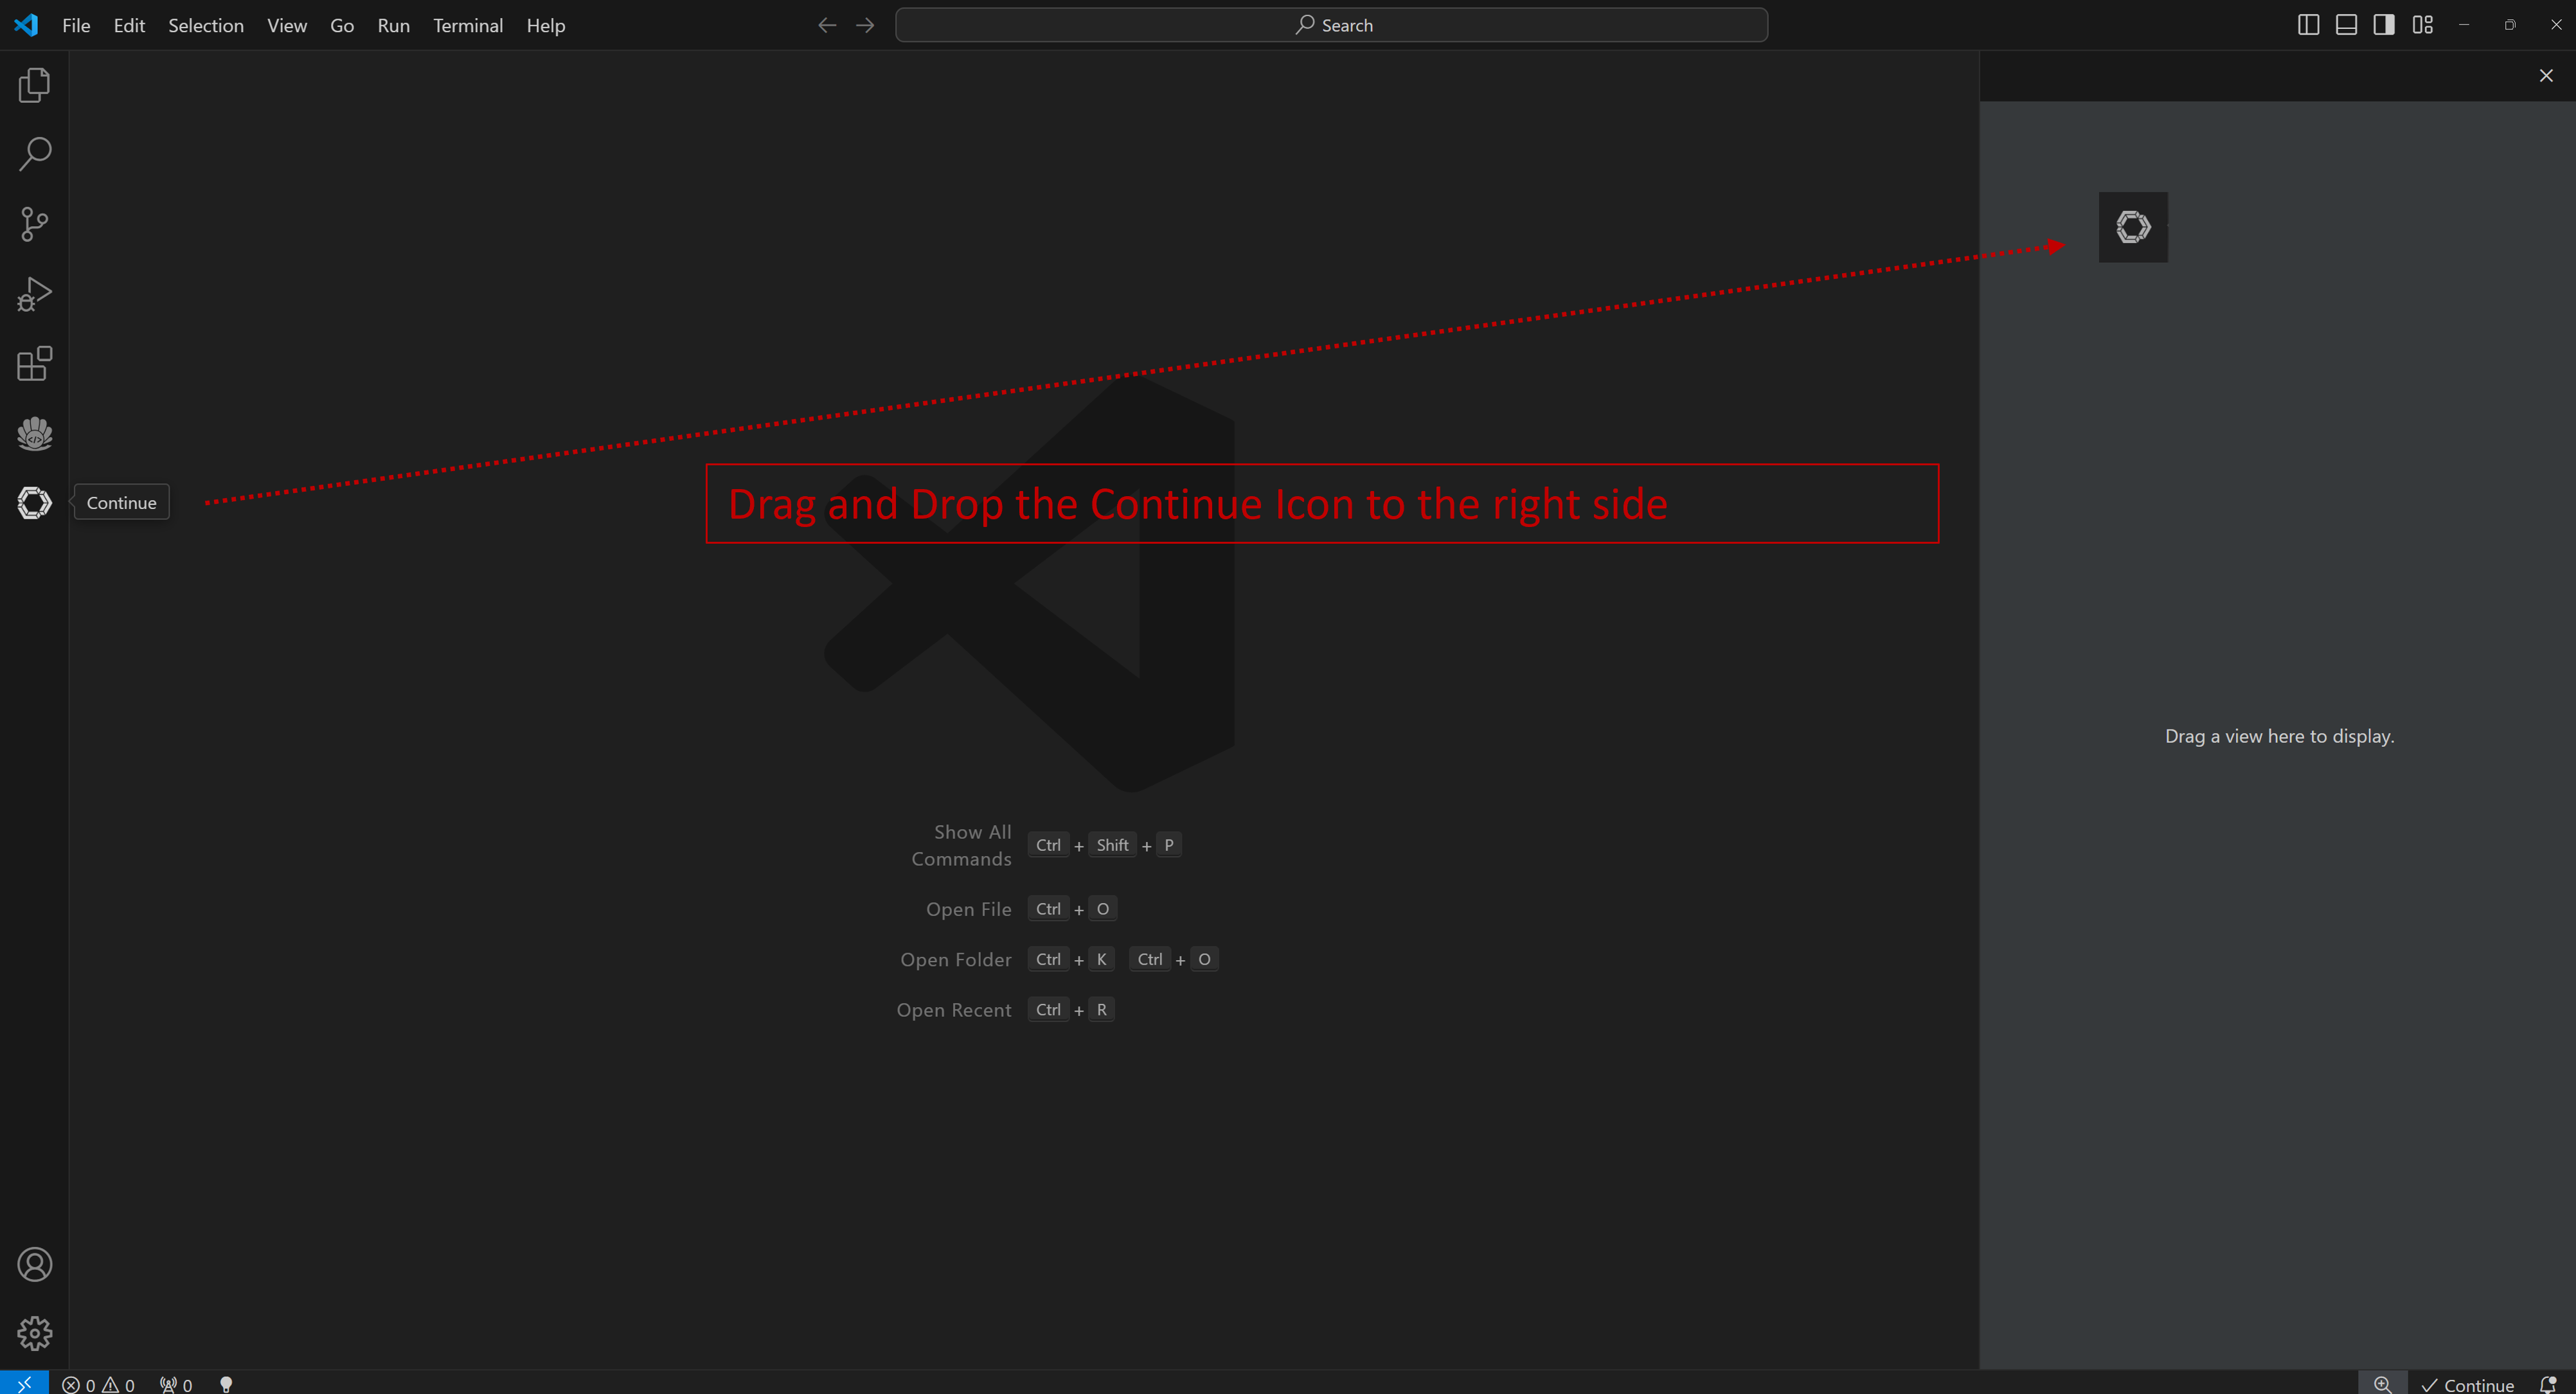 File Edit Selection View Go Run Terminal Help
Search
Continue
Drag and Drop the Continue Icon to the right side
Drag a view here to display.
Show All
Commands
Ctrl + Shift + P
Open File Ctrl + O
Open Folder Ctrl + K Ctrl + O
Open Recent Ctrl + R
0 0 0
Continue